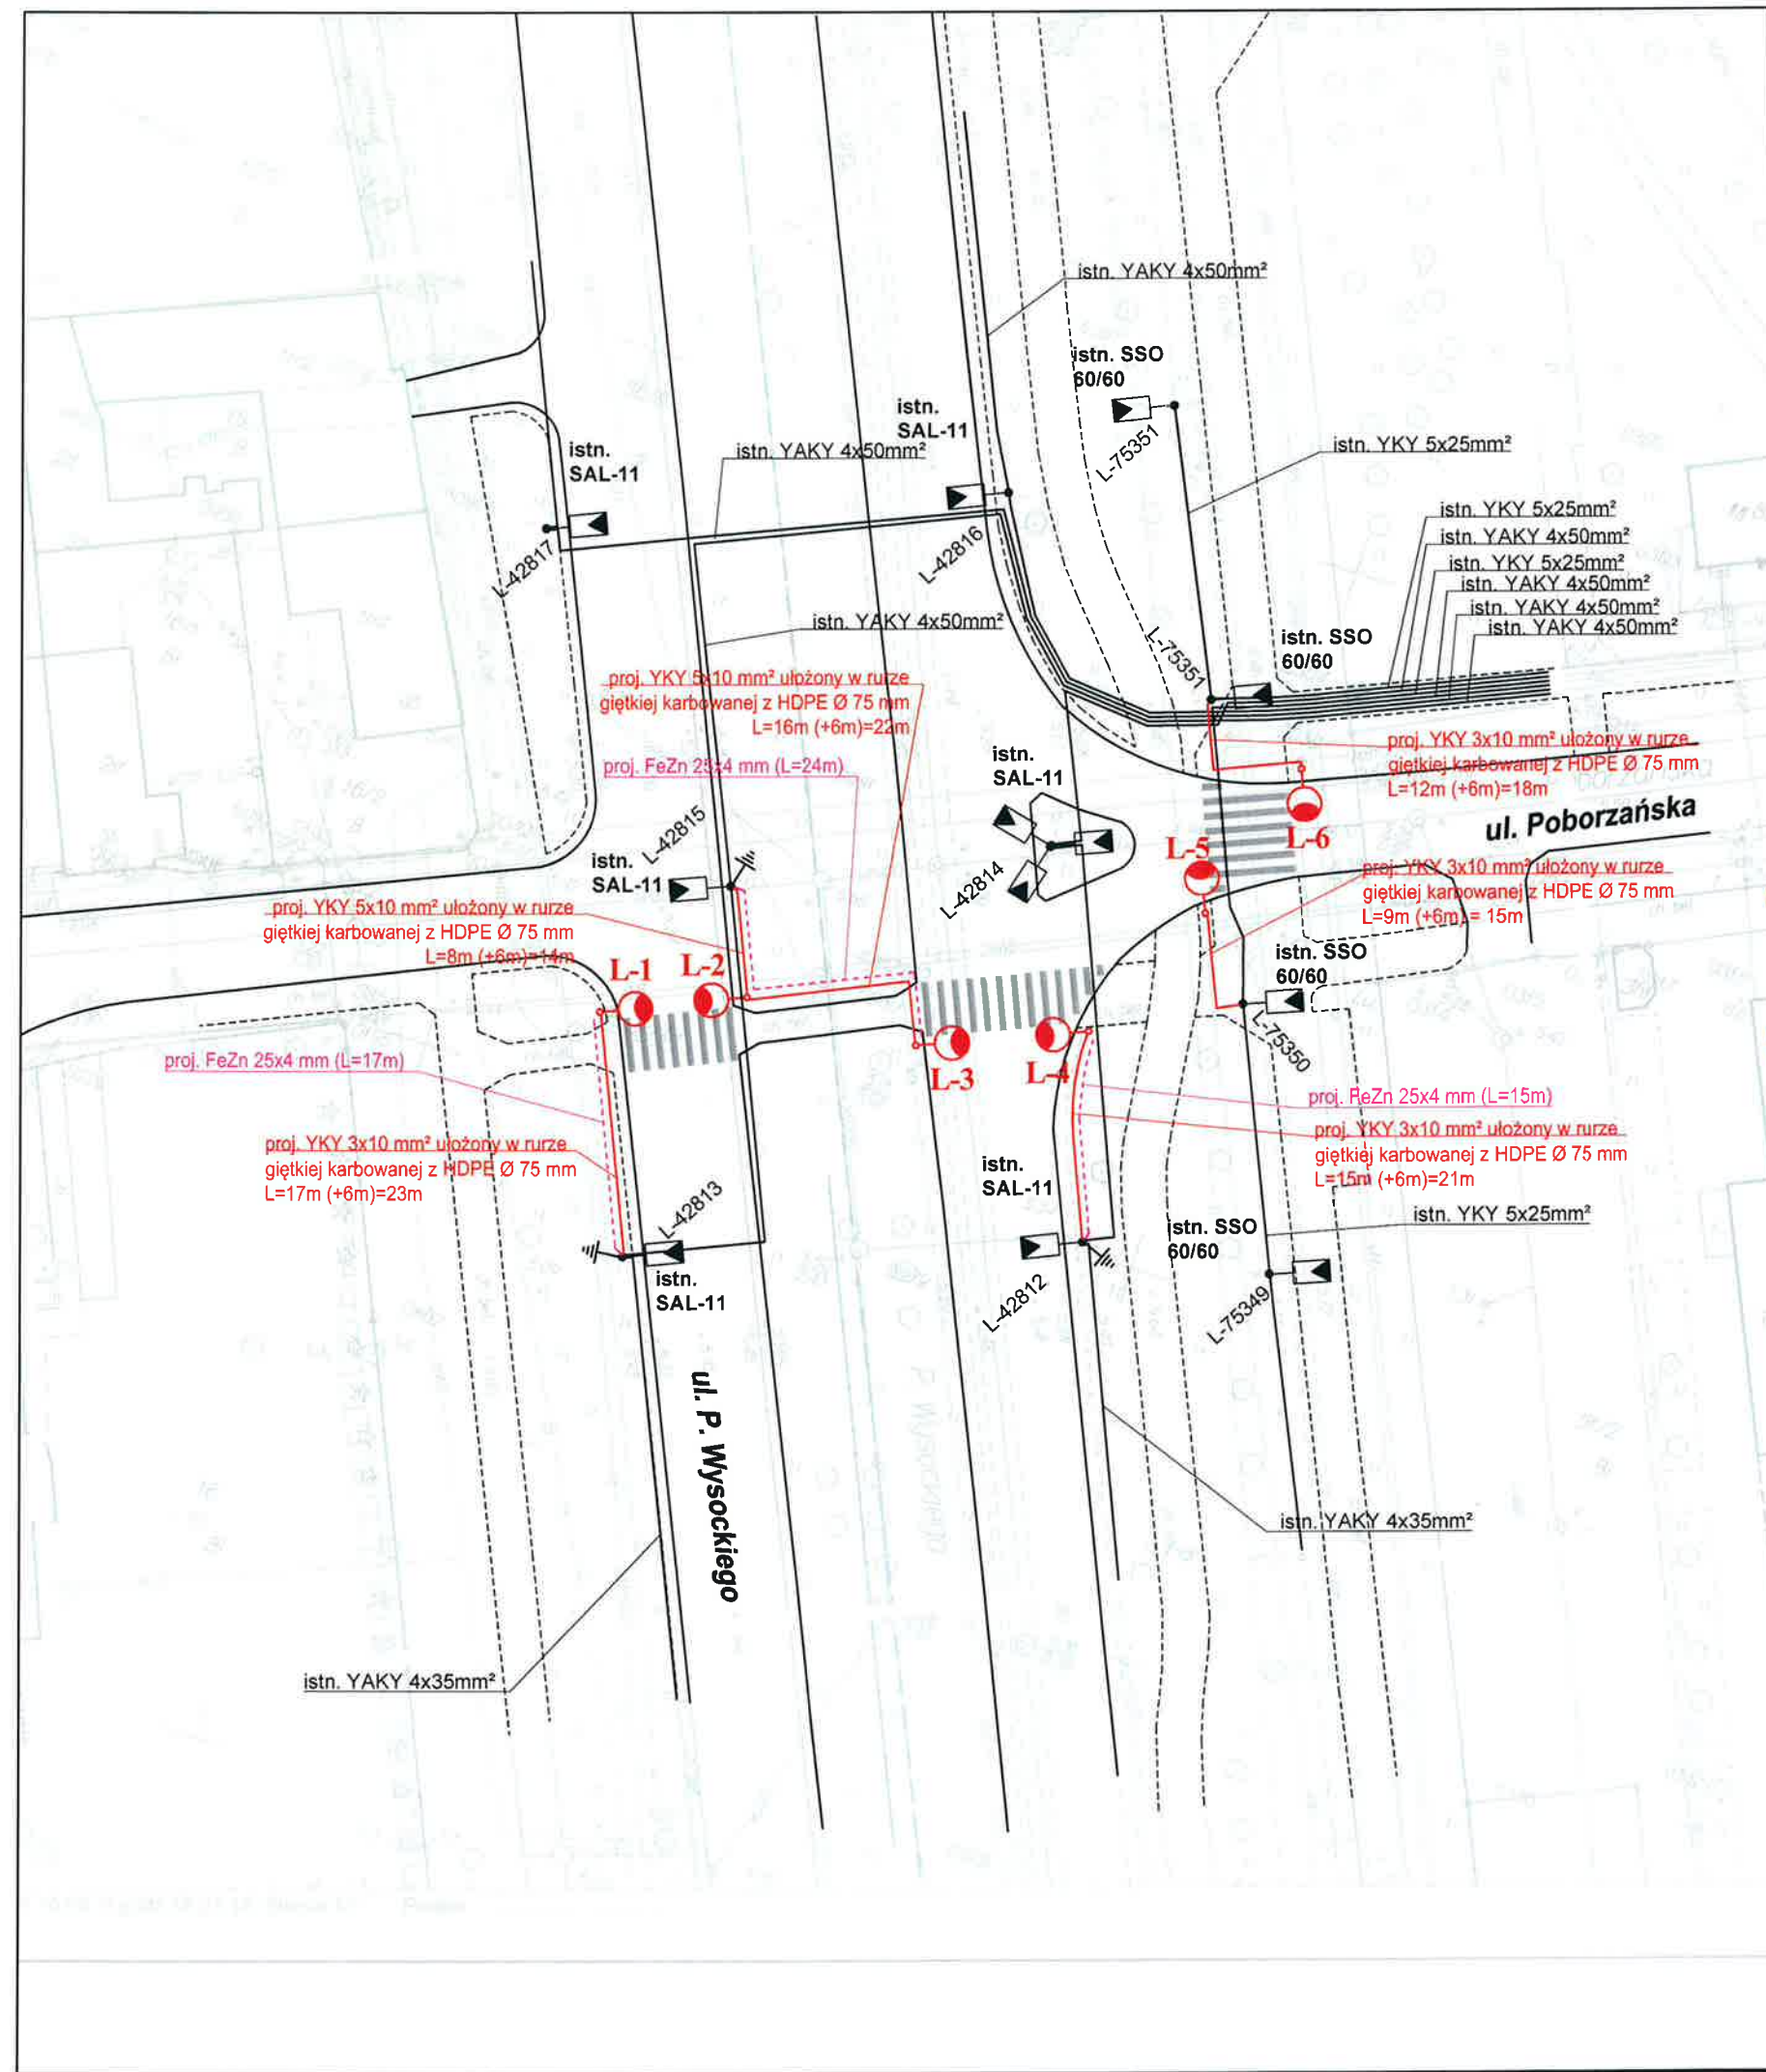 istn. YAKY 4x50mm²
istn. SSO
60/60
L-75351
istn.
SAL-11
istn. YAKY 4x50mm²
istn.
SAL-11
istn. YKY 5x25mm²
L-42817
L-42816
istn. YKY 5x25mm²
istn. YAKY 4x50mm²
istn. YKY 5x25mm²
istn. YAKY 4x50mm²
istn. YAKY 4x50mm²
istn. YAKY 4x50mm²
istn. YAKY 4x50mm²
L-75351
istn. SSO
60/60
proj. YKY 5x10 mm² ułożony w rurze
giętkiej karbowanej z HDPE Ø 75 mm
L=16m (+6m)=22m
proj. FeZn 25x4 mm (L=24m)
istn.
SAL-11
proj. YKY 3x10 mm² ułożony w rurze
giętkiej karbowanej z HDPE Ø 75 mm
L=12m (+6m)=18m
ul. Poborzańska
L-42815
istn.
SAL-11
L-42814
L-5
L-6
proj. YKY 3x10 mm² ułożony w rurze
giętkiej karbowanej z HDPE Ø 75 mm
L=9m (+6m) = 15m
proj. YKY 5x10 mm² ułożony w rurze
giętkiej karbowanej z HDPE Ø 75 mm
L=8m (+6m)=14m
L-1
L-2
istn. SSO
60/60
L-75350
proj. FeZn 25x4 mm (L=17m)
L-3
L-4
proj. FeZn 25x4 mm (L=15m)
proj. YKY 3x10 mm² ułożony w rurze
giętkiej karbowanej z HDPE Ø 75 mm
L=17m (+6m)=23m
proj. YKY 3x10 mm² ułożony w rurze
giętkiej karbowanej z HDPE Ø 75 mm
L=15m (+6m)=21m
L-42813
istn.
SAL-11
istn.
SAL-11
L-42812
istn. SSO
60/60
istn. YKY 5x25mm²
L-75349
ul. P. Wysockiego
istn. YAKY 4x35mm²
istn. YAKY 4x35mm²